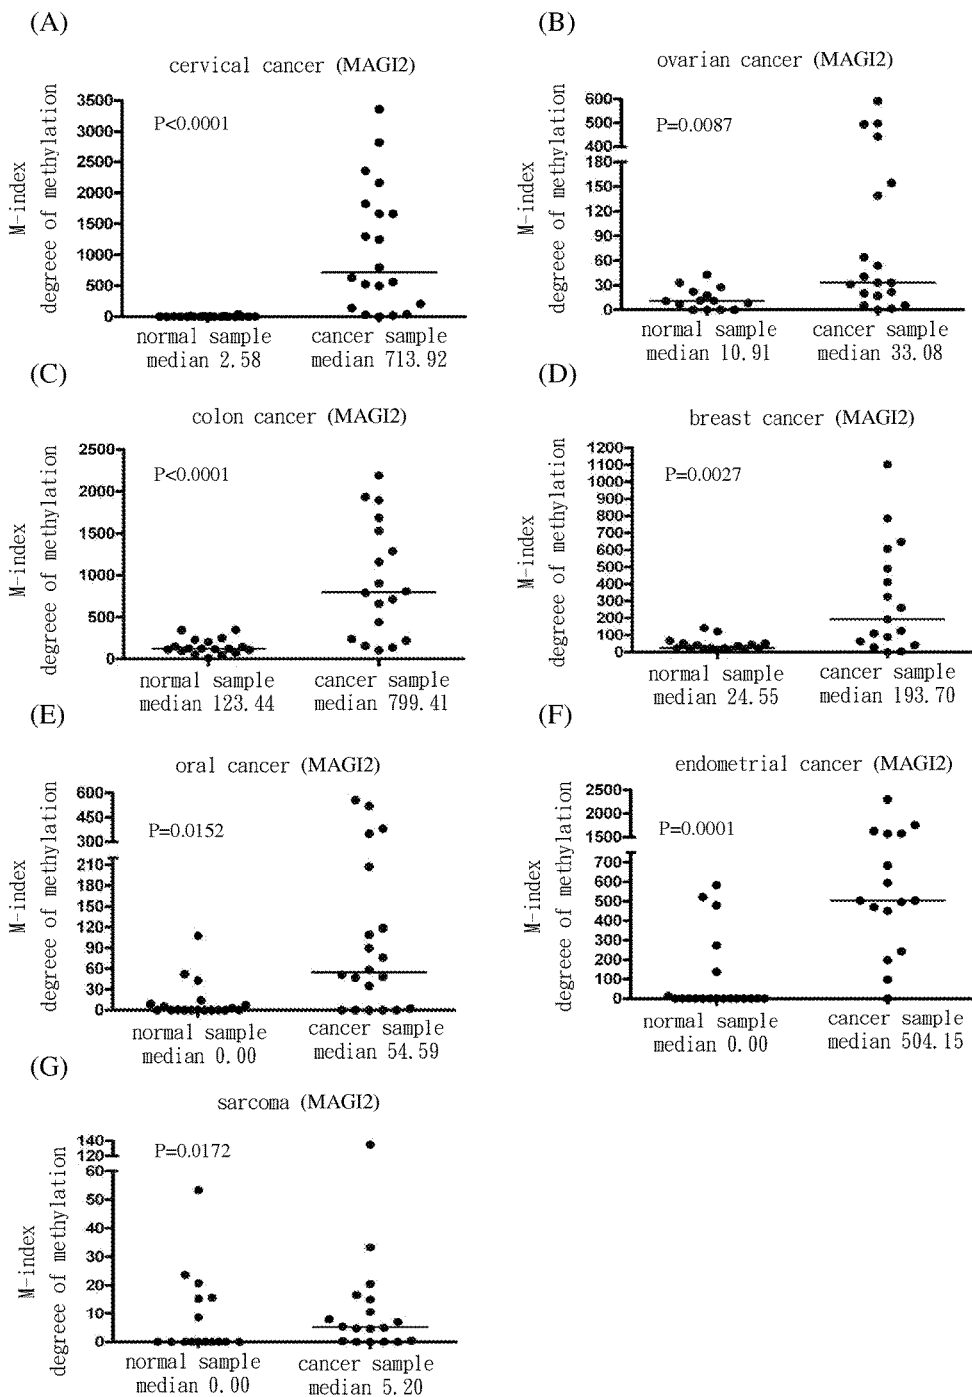 (A)
cervical cancer (MAGI2)
M-index
degreee of methylation
3500
3000
2500
2000
1500
1000
500
0
P<0.0001
normal sample
median 2.58
cancer sample
median 713.92
(B)
ovarian cancer (MAGI2)
M-index
degreee of methylation
600
500
400
180
150
120
90
60
30
0
P=0.0087
normal sample
median 10.91
cancer sample
median 33.08
(C)
colon cancer (MAGI2)
M-index
degreee of methylation
2500
2000
1500
1000
500
0
P<0.0001
normal sample
median 123.44
cancer sample
median 799.41
(D)
breast cancer (MAGI2)
M-index
degreee of methylation
1200
1100
1000
900
800
700
600
500
400
300
200
100
0
P=0.0027
normal sample
median 24.55
cancer sample
median 193.70
(E)
oral cancer (MAGI2)
M-index
degreee of methylation
600
450
300
210
180
150
120
90
60
30
0
P=0.0152
normal sample
median 0.00
cancer sample
median 54.59
(F)
endometrial cancer (MAGI2)
M-index
degreee of methylation
2500
2000
1500
700
600
500
400
300
200
100
0
P=0.0001
normal sample
median 0.00
cancer sample
median 504.15
(G)
sarcoma (MAGI2)
M-index
degreee of methylation
140
120
60
50
40
30
20
10
0
P=0.0172
normal sample
median 0.00
cancer sample
median 5.20